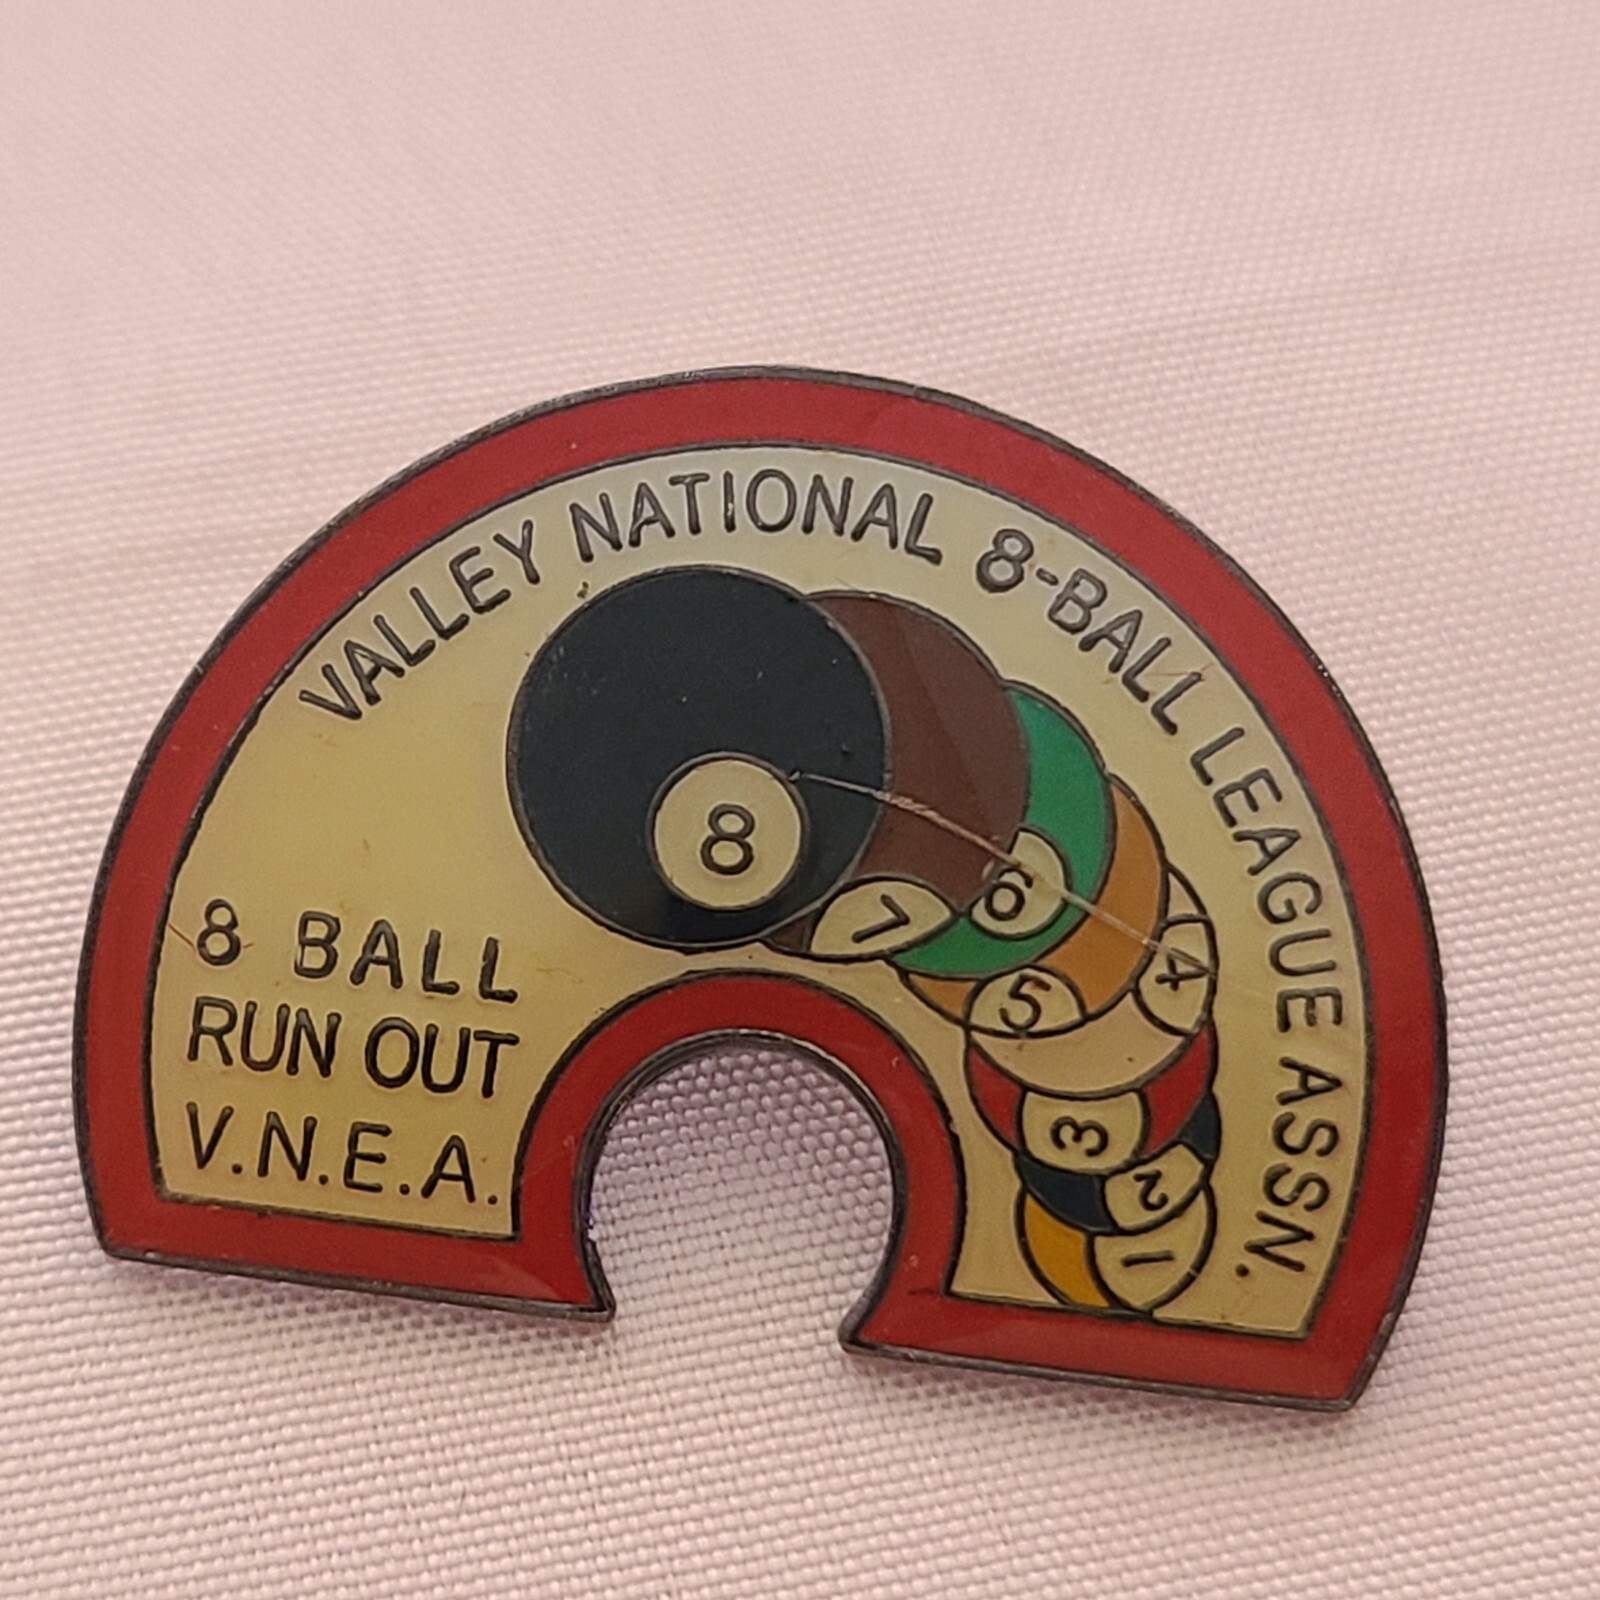 VALLEY NATIONAL 8-BALL LEAGUE ASSN.
8
7
6
5
4
3
2
1
8 BALL
RUN OUT
V.N.E.A.